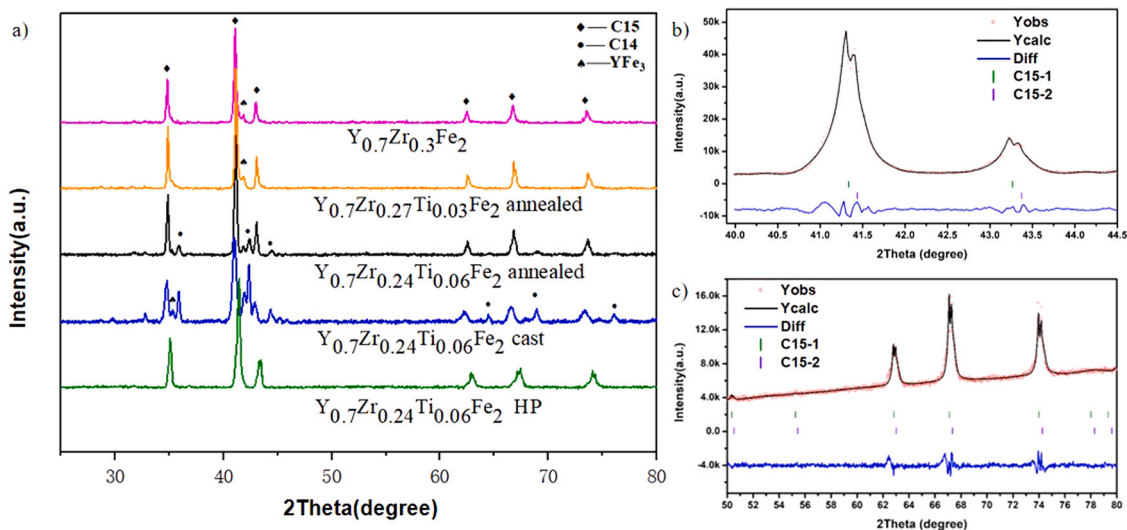 a)
◆— C15
●— C14
♠— YFe3
Y0.7Zr0.3Fe2
Y0.7Zr0.27Ti0.03Fe2 annealed
Y0.7Zr0.24Ti0.06Fe2 annealed
Y0.7Zr0.24Ti0.06Fe2 cast
Y0.7Zr0.24Ti0.06Fe2 HP
Intensity(a.u.)
30 40 50 60 70 80
2Theta(degree)
b)
Yobs
Ycalc
Diff
C15-1
C15-2
50k
40k
30k
20k
10k
0
-10k
Intensity(a.u.)
40.0 40.5 41.0 41.5 42.0 42.5 43.0 43.5 44.0 44.5
2Theta (degree)
c)
Yobs
Ycalc
Diff
C15-1
C15-2
16.0k
12.0k
8.0k
4.0k
0.0
-4.0k
Intensity(a.u.)
50 52 54 56 58 60 62 64 66 68 70 72 74 76 78 80
2Theta (degree)